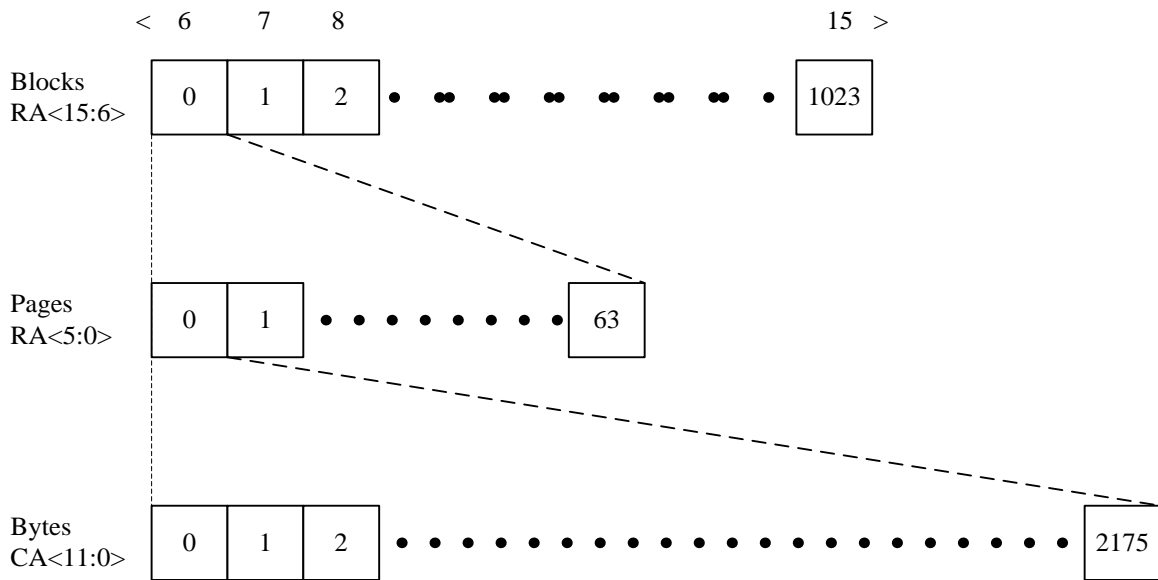 < 6 7 8 15 >
Blocks
RA<15:6>
0 1 2 1023
Pages
RA<5:0>
0 1 63
Bytes
CA<11:0>
0 1 2 2175